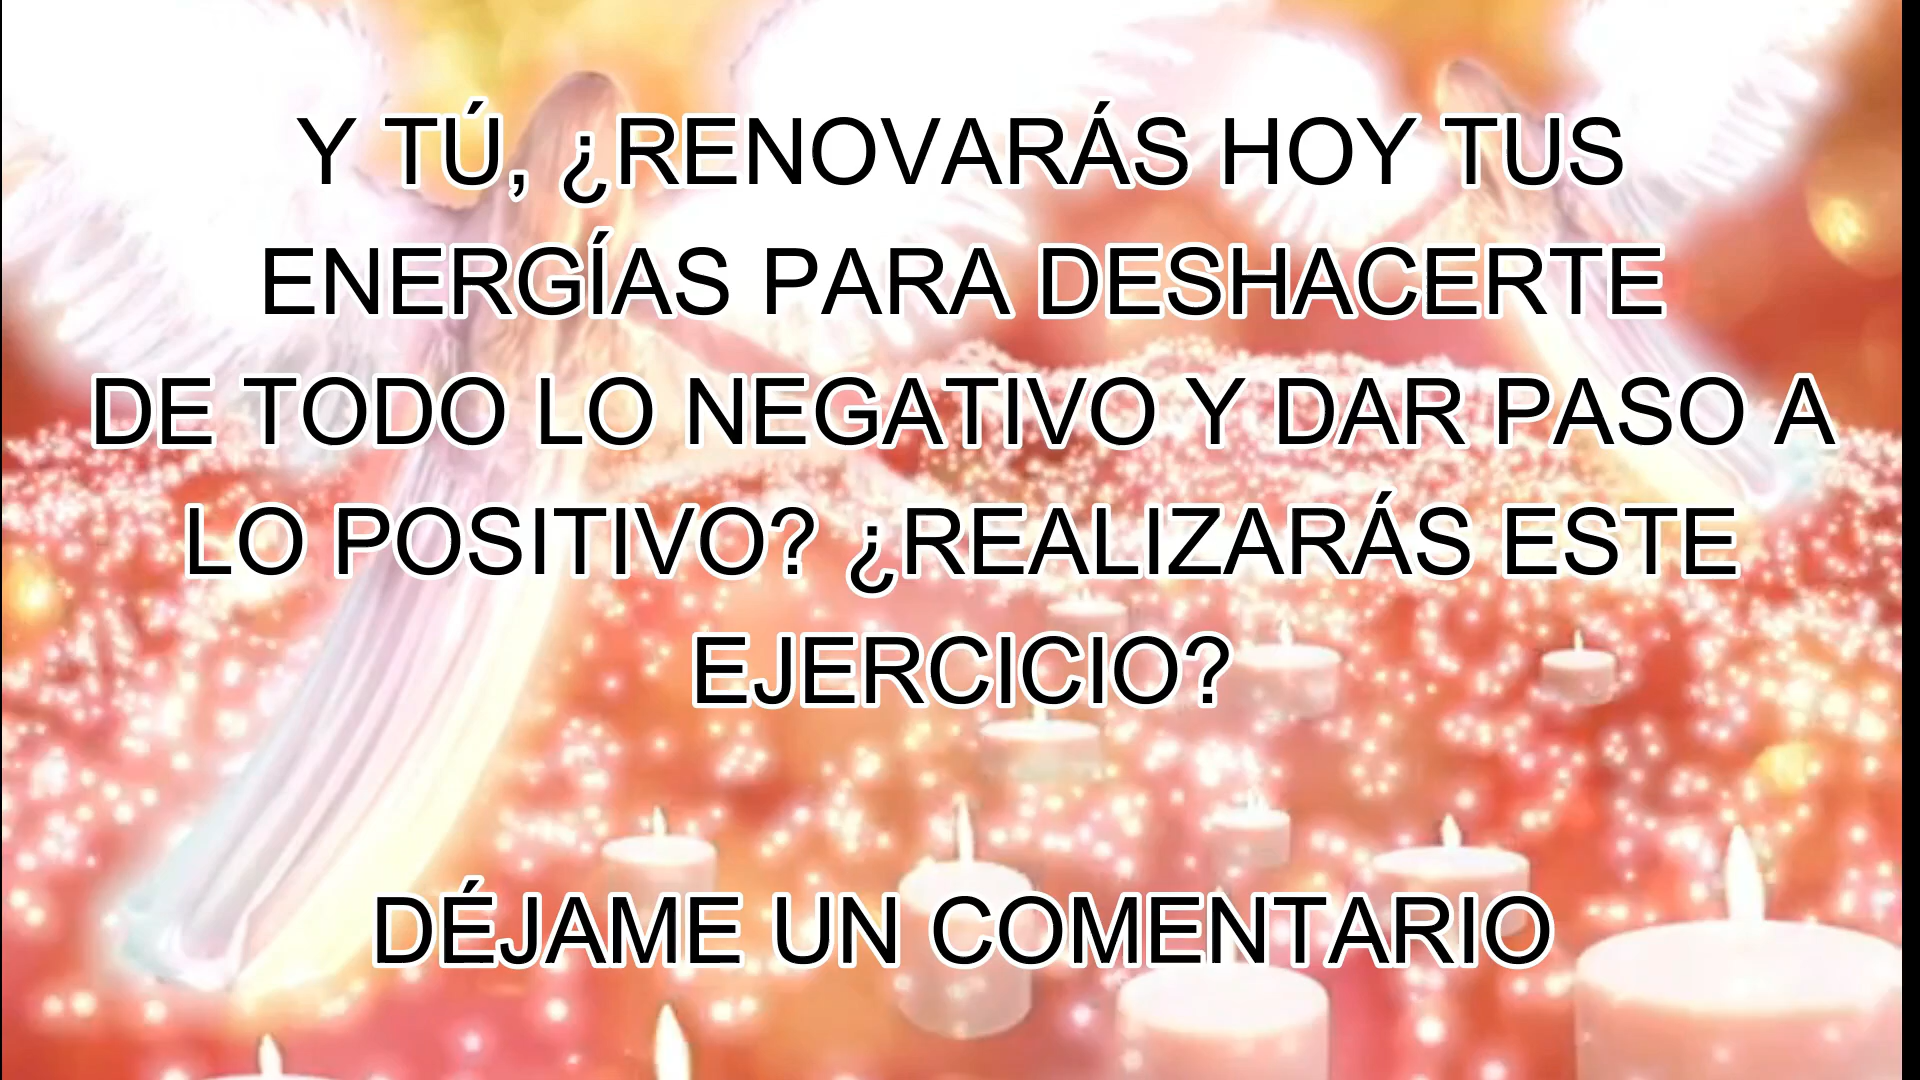 Y TÚ, ¿RENOVARÁS HOY TUS
ENERGÍAS PARA DESHACERTE
DE TODO LO NEGATIVO Y DAR PASO A
LO POSITIVO? ¿REALIZARÁS ESTE
EJERCICIO?
DÉJAME UN COMENTARIO